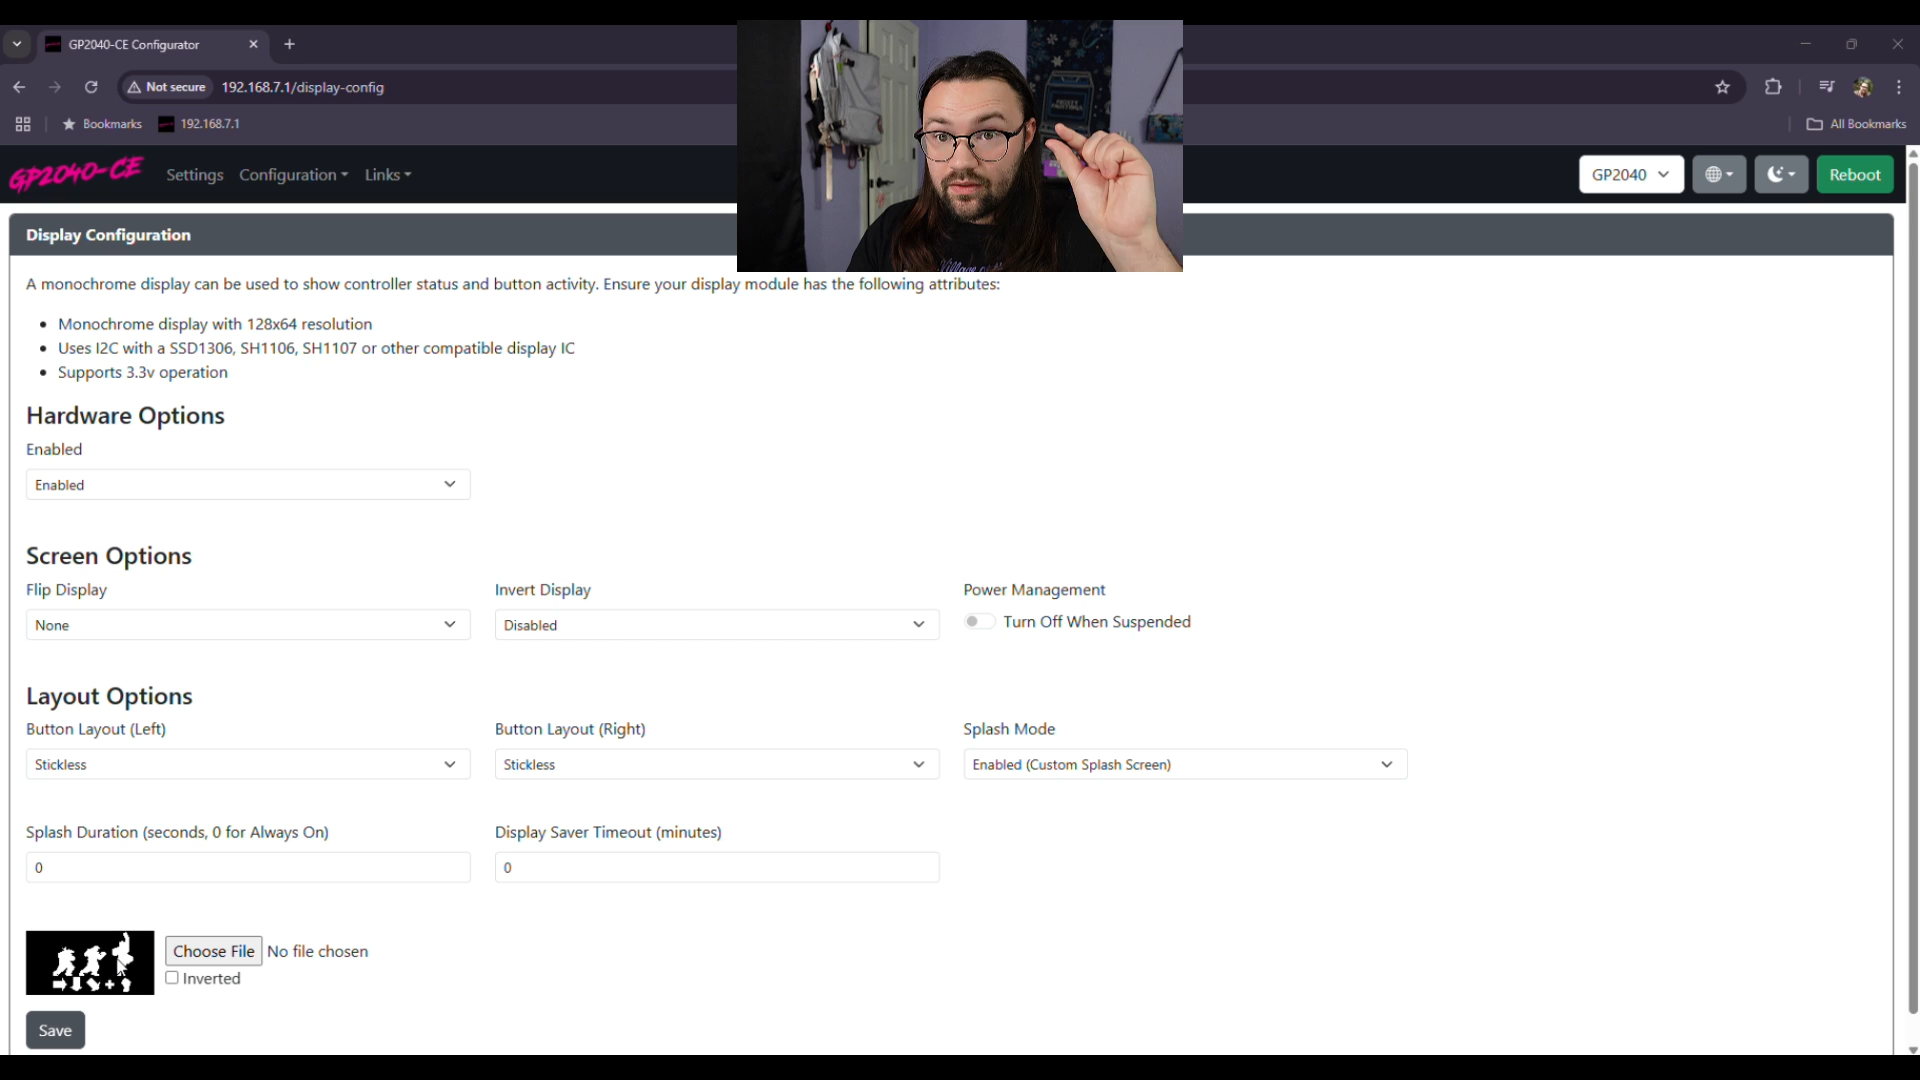 GP2040-CE Configurator
Not secure
192.168.7.1/display-config
Bookmarks
192.168.7.1
All Bookmarks
GP2040-CE
Settings
Configuration
Links
GP2040
Reboot
Display Configuration
A monochrome display can be used to show controller status and button activity. Ensure your display module has the following attributes:
Monochrome display with 128x64 resolution
Uses I2C with a SSD1306, SH1106, SH1107 or other compatible display IC
Supports 3.3v operation
Hardware Options
Enabled
Enabled
Screen Options
Flip Display
Invert Display
Power Management
None
Disabled
Turn Off When Suspended
Layout Options
Button Layout (Left)
Button Layout (Right)
Splash Mode
Stickless
Stickless
Enabled (Custom Splash Screen)
Splash Duration (seconds, 0 for Always On)
Display Saver Timeout (minutes)
0
0
Choose File
No file chosen
Inverted
Save